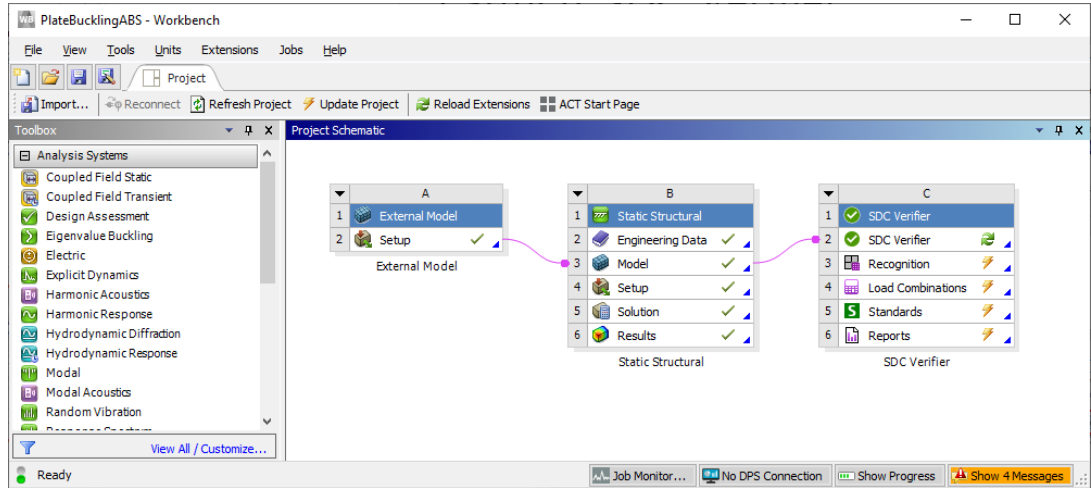 PlateBucklingABS - Workbench
File View Tools Units Extensions Jobs Help
Project
Import... Reconnect Refresh Project Update Project Reload Extensions ACT Start Page
Toolbox
Project Schematic
Analysis Systems
Coupled Field Static
Coupled Field Transient
Design Assessment
Eigenvalue Buckling
Electric
Explicit Dynamics
Harmonic Acoustics
Harmonic Response
Hydrodynamic Diffraction
Hydrodynamic Response
Modal
Modal Acoustics
Random Vibration
View All / Customize...
A
1 External Model
2 Setup
External Model
B
1 Static Structural
2 Engineering Data
3 Model
4 Setup
5 Solution
6 Results
Static Structural
C
1 SDC Verifier
2 SDC Verifier
3 Recognition
4 Load Combinations
5 Standards
6 Reports
SDC Verifier
Ready
Job Monitor... No DPS Connection Show Progress Show 4 Messages